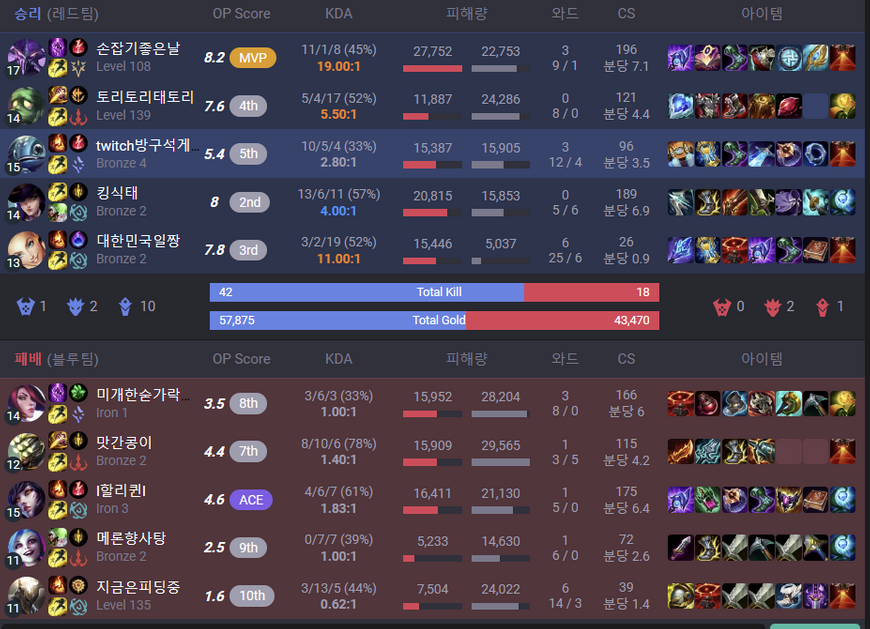 승리 (레드팀) OP Score KDA 피해량 와드 CS 아이템
17 손잡기좋은날 Level 108 8.2 MVP 11/1/8 (45%) 19.00:1 27,752 22,753 3 9 / 1 196 분당 7.1
14 토리토리태토리 Level 139 7.6 4th 5/4/17 (52%) 5.50:1 11,887 24,286 0 8 / 0 121 분당 4.4
15 twitch방구석게... Bronze 4 5.4 5th 10/5/4 (33%) 2.80:1 15,387 15,905 3 12 / 4 96 분당 3.5
14 킹식태 Bronze 2 8 2nd 13/6/11 (57%) 4.00:1 20,815 15,853 0 5 / 6 189 분당 6.9
13 대한민국일짱 Bronze 2 7.8 3rd 3/2/19 (52%) 11.00:1 15,446 5,037 6 25 / 6 26 분당 0.9
1 2 10 42 Total Kill 18 0 2 1
57,875 Total Gold 43,470
패배 (블루팀) OP Score KDA 피해량 와드 CS 아이템
14 미개한숟가락... Iron 1 3.5 8th 3/6/3 (33%) 1.00:1 15,952 28,204 3 8 / 0 166 분당 6
12 맛간콩이 Bronze 2 4.4 7th 8/10/6 (78%) 1.40:1 15,909 29,565 1 3 / 5 115 분당 4.2
15 I할리퀸I Iron 3 4.6 ACE 4/6/7 (61%) 1.83:1 16,411 21,130 1 5 / 0 175 분당 6.4
11 메론향사탕 Bronze 2 2.5 9th 0/7/7 (39%) 1.00:1 5,233 14,630 1 6 / 0 72 분당 2.6
11 지금은피딩중 Level 135 1.6 10th 3/13/5 (44%) 0.62:1 7,504 24,022 6 14 / 3 39 분당 1.4